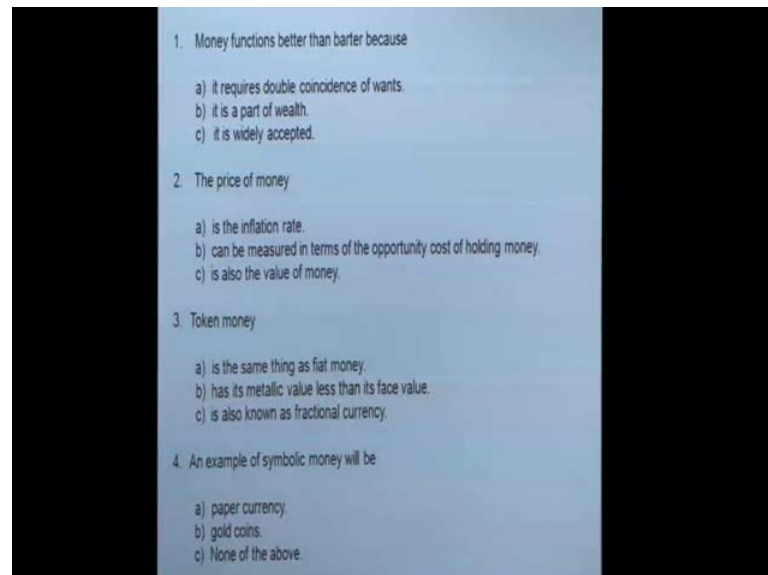 1. Money functions better than barter because
a) it requires double coincidence of wants.
b) it is a part of wealth.
c) it is widely accepted.
2. The price of money
a) is the inflation rate.
b) can be measured in terms of the opportunity cost of holding money.
c) is also the value of money.
3. Token money
a) is the same thing as fiat money.
b) has its metallic value less than its face value.
c) is also known as fractional currency.
4. An example of symbolic money will be
a) paper currency.
b) gold coins.
c) None of the above.